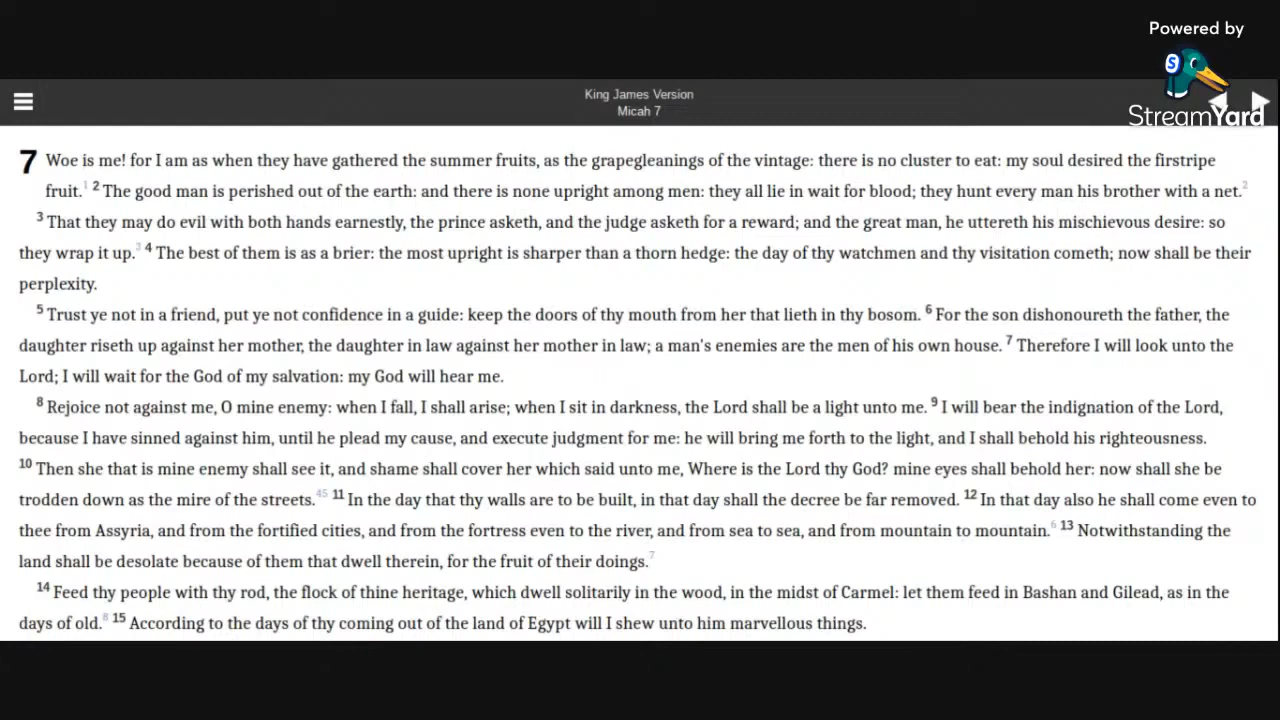 Powered by
S
StreamYard
King James Version
Micah 7
7 Woe is me! for I am as when they have gathered the summer fruits, as the grapegleanings of the vintage: there is no cluster to eat: my soul desired the firstripe
fruit.1 2 The good man is perished out of the earth: and there is none upright among men: they all lie in wait for blood; they hunt every man his brother with a net.2
3 That they may do evil with both hands earnestly, the prince asketh, and the judge asketh for a reward; and the great man, he uttereth his mischievous desire: so
they wrap it up.3 4 The best of them is as a brier: the most upright is sharper than a thorn hedge: the day of thy watchmen and thy visitation cometh; now shall be their
perplexity.
5 Trust ye not in a friend, put ye not confidence in a guide: keep the doors of thy mouth from her that lieth in thy bosom. 6 For the son dishonoureth the father, the
daughter riseth up against her mother, the daughter in law against her mother in law; a man's enemies are the men of his own house. 7 Therefore I will look unto the
Lord; I will wait for the God of my salvation: my God will hear me.
8 Rejoice not against me, O mine enemy: when I fall, I shall arise; when I sit in darkness, the Lord shall be a light unto me. 9 I will bear the indignation of the Lord,
because I have sinned against him, until he plead my cause, and execute judgment for me: he will bring me forth to the light, and I shall behold his righteousness.
10 Then she that is mine enemy shall see it, and shame shall cover her which said unto me, Where is the Lord thy God? mine eyes shall behold her: now shall she be
trodden down as the mire of the streets.45 11 In the day that thy walls are to be built, in that day shall the decree be far removed. 12 In that day also he shall come even to
thee from Assyria, and from the fortified cities, and from the fortress even to the river, and from sea to sea, and from mountain to mountain.6 13 Notwithstanding the
land shall be desolate because of them that dwell therein, for the fruit of their doings.7
14 Feed thy people with thy rod, the flock of thine heritage, which dwell solitarily in the wood, in the midst of Carmel: let them feed in Bashan and Gilead, as in the
days of old.8 15 According to the days of thy coming out of the land of Egypt will I shew unto him marvellous things.